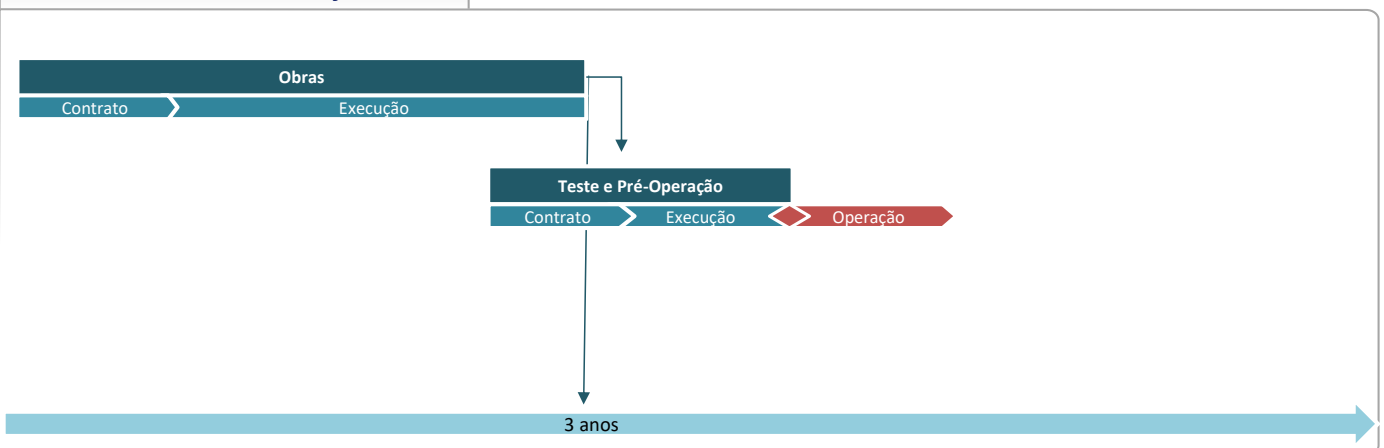 Obras
Contrato
Execução
Teste e Pré-Operação
Contrato
Execução
Operação
3 anos